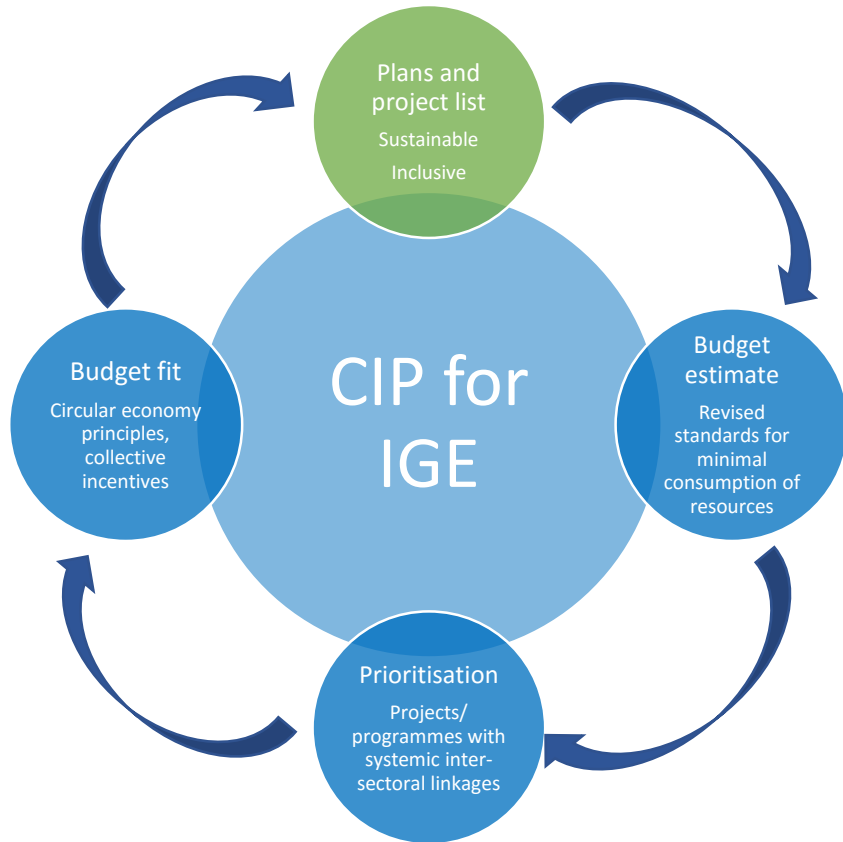 Plans and
project list
Sustainable
Inclusive
Budget
estimate
Revised
standards for
minimal
consumption of
resources
Prioritisation
Projects/
programmes with
systemic inter-
sectoral linkages
Budget fit
Circular economy
principles,
collective
incentives
CIP for
IGE